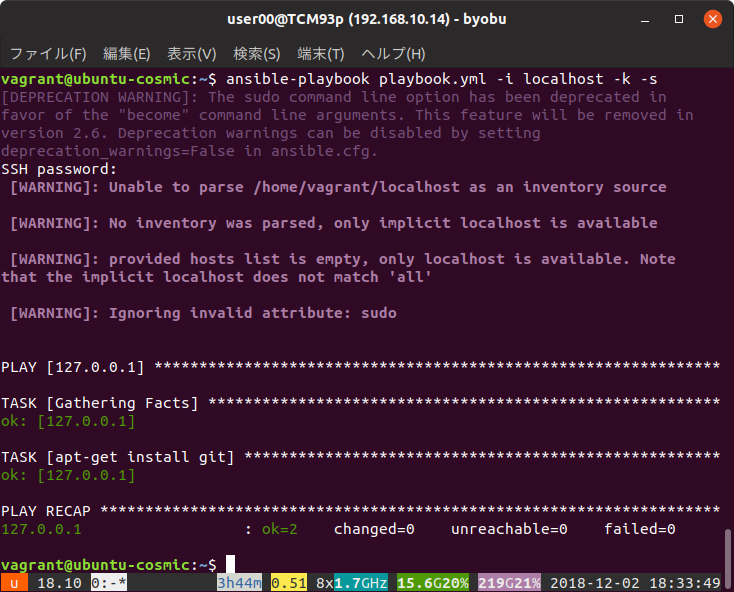 user00@TCM93p (192.168.10.14) - byobu
ファイル(F) 編集(E) 表示(V) 検索(S) 端末(T) ヘルプ(H)
vagrant@ubuntu-cosmic:~$ ansible-playbook playbook.yml -i localhost -k -s
[DEPRECATION WARNING]: The sudo command line option has been deprecated in
favor of the "become" command line arguments. This feature will be removed in
version 2.6. Deprecation warnings can be disabled by setting
deprecation_warnings=False in ansible.cfg.
SSH password:
[WARNING]: Unable to parse /home/vagrant/localhost as an inventory source
[WARNING]: No inventory was parsed, only implicit localhost is available
[WARNING]: provided hosts list is empty, only localhost is available. Note
that the implicit localhost does not match 'all'
[WARNING]: Ignoring invalid attribute: sudo
PLAY [127.0.0.1] ***************************************************************
TASK [Gathering Facts] *********************************************************
ok: [127.0.0.1]
TASK [apt-get install git] *****************************************************
ok: [127.0.0.1]
PLAY RECAP *********************************************************************
127.0.0.1 : ok=2 changed=0 unreachable=0 failed=0
vagrant@ubuntu-cosmic:~$
u 18.10 0:-* 3h44m 0.51 8x1.7GHz 15.6G20% 219G21% 2018-12-02 18:33:49